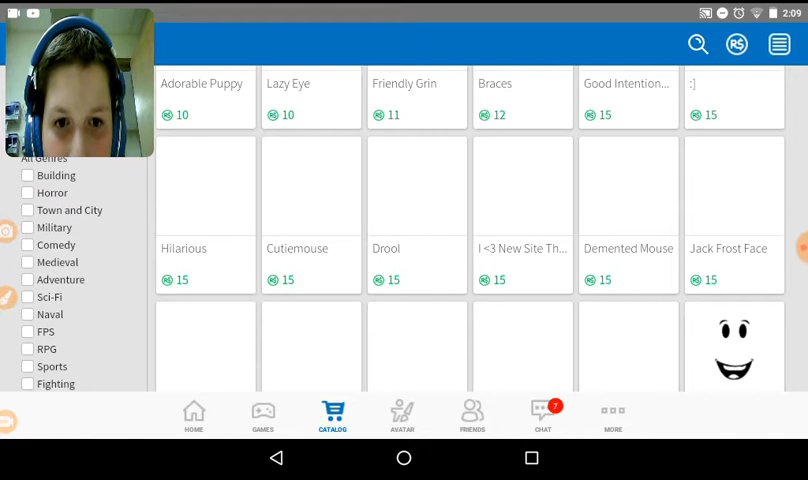 2:09
R$
Adorable Puppy
R$ 10
Lazy Eye
R$ 10
Friendly Grin
R$ 11
Braces
R$ 12
Good Intention...
R$ 15
:]
R$ 15
All Genres
Building
Horror
Town and City
Military
Comedy
Medieval
Adventure
Sci-Fi
Naval
FPS
RPG
Sports
Fighting
Hilarious
R$ 15
Cutiemouse
R$ 15
Drool
R$ 15
I <3 New Site Th...
R$ 15
Demented Mouse
R$ 15
Jack Frost Face
R$ 15
HOME
GAMES
CATALOG
AVATAR
FRIENDS
7
CHAT
MORE